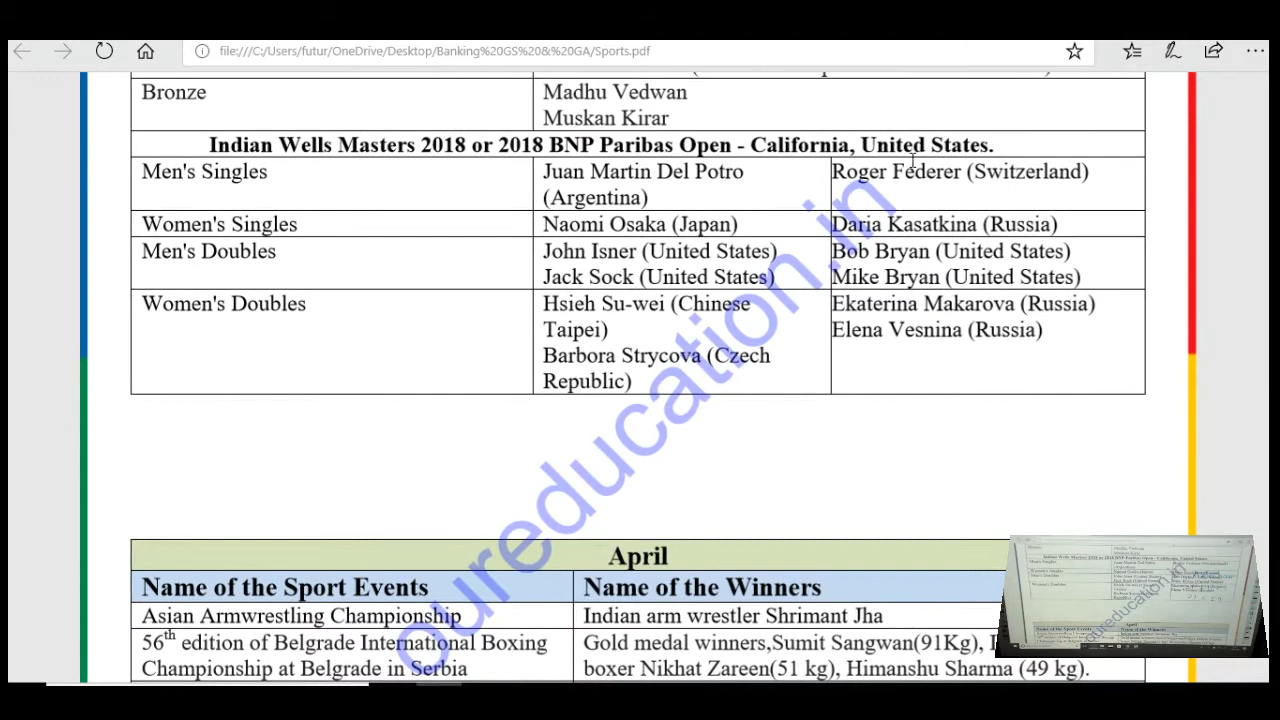 file:///C:/Users/futur/OneDrive/Desktop/Banking%20GS%20&%20GA/Sports.pdf
Bronze
Madhu Vedwan
Muskan Kirar
Indian Wells Masters 2018 or 2018 BNP Paribas Open - California, United States.
Men's Singles
Juan Martin Del Potro
(Argentina)
Roger Federer (Switzerland)
Women's Singles
Naomi Osaka (Japan)
Daria Kasatkina (Russia)
Men's Doubles
John Isner (United States)
Jack Sock (United States)
Bob Bryan (United States)
Mike Bryan (United States)
Women's Doubles
Hsieh Su-wei (Chinese
Taipei)
Barbora Strycova (Czech
Republic)
Ekaterina Makarova (Russia)
Elena Vesnina (Russia)
April
Name of the Sport Event
Name of the Winners
Asian Armwrestling Championship
Indian arm wrestler Shrimant Jha
56th edition of Belgrade International Boxing
Championship at Belgrade in Serbia
Gold medal winners,Sumit Sangwan(91Kg),
boxer Nikhat Zareen(51 kg), Himanshu Sharma (49 kg).
qureducation.in